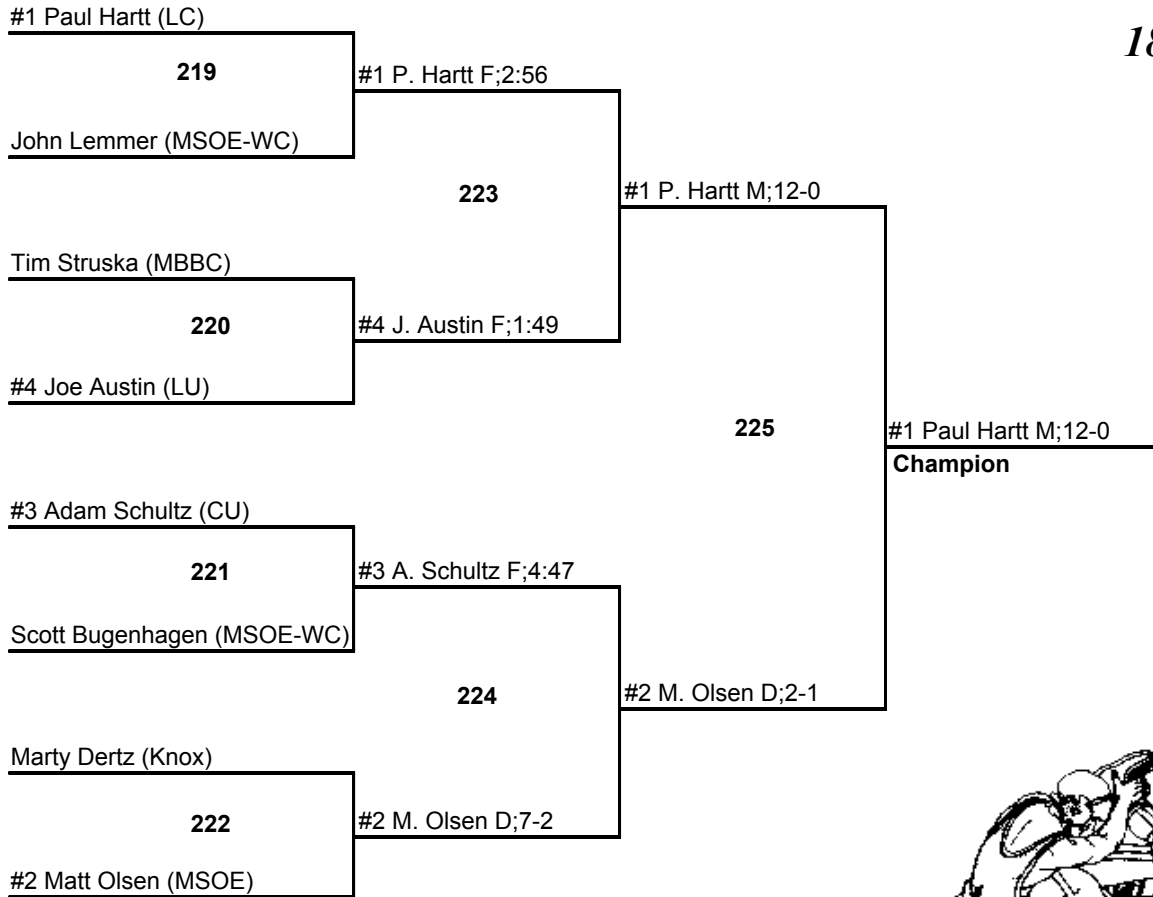 #1 Paul Hartt (LC)
18
219
#1 P. Hartt F;2:56
John Lemmer (MSOE-WC)
223
#1 P. Hartt M;12-0
Tim Struska (MBBC)
220
#4 J. Austin F;1:49
#4 Joe Austin (LU)
225
#1 Paul Hartt M;12-0
Champion
#3 Adam Schultz (CU)
221
#3 A. Schultz F;4:47
Scott Bugenhagen (MSOE-WC)
224
#2 M. Olsen D;2-1
Marty Dertz (Knox)
222
#2 M. Olsen D;7-2
#2 Matt Olsen (MSOE)